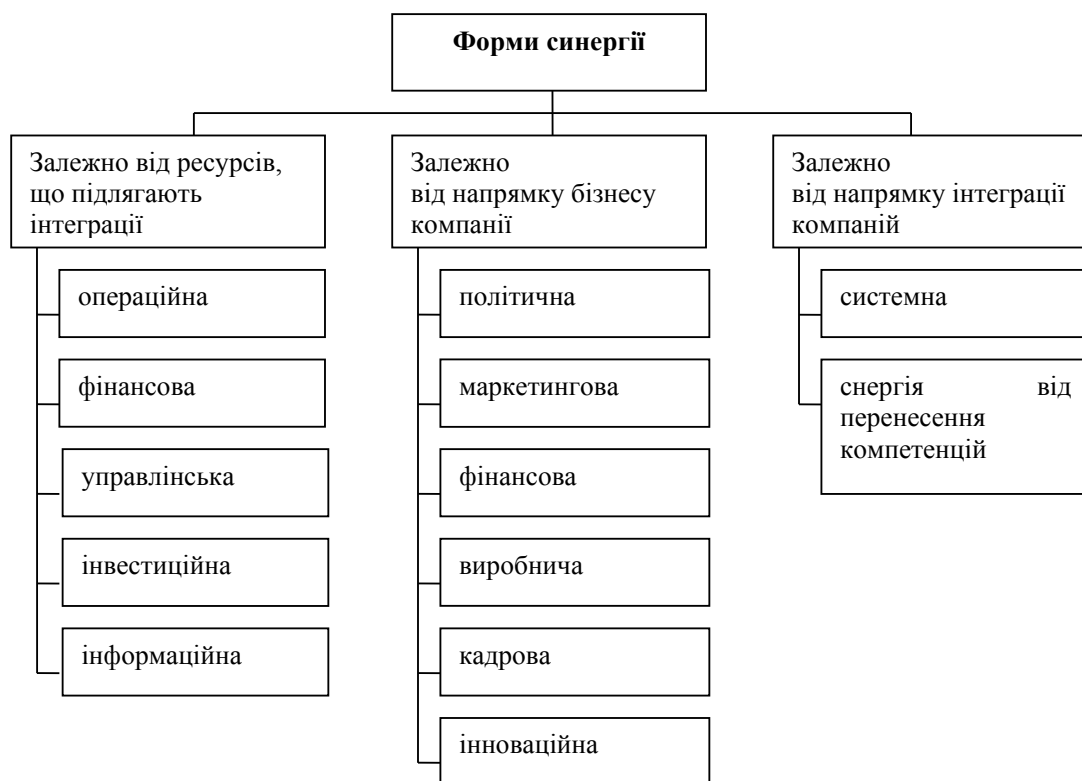 Форми синергії
Залежно від ресурсів,
що підлягають
інтеграції
операційна
фінансова
управлінська
інвестиційна
інформаційна
Залежно
від напрямку бізнесу
компанії
політична
маркетингова
фінансова
виробнича
кадрова
інноваційна
Залежно
від напрямку інтеграції
компаній
системна
снергія від
перенесення
компетенцій